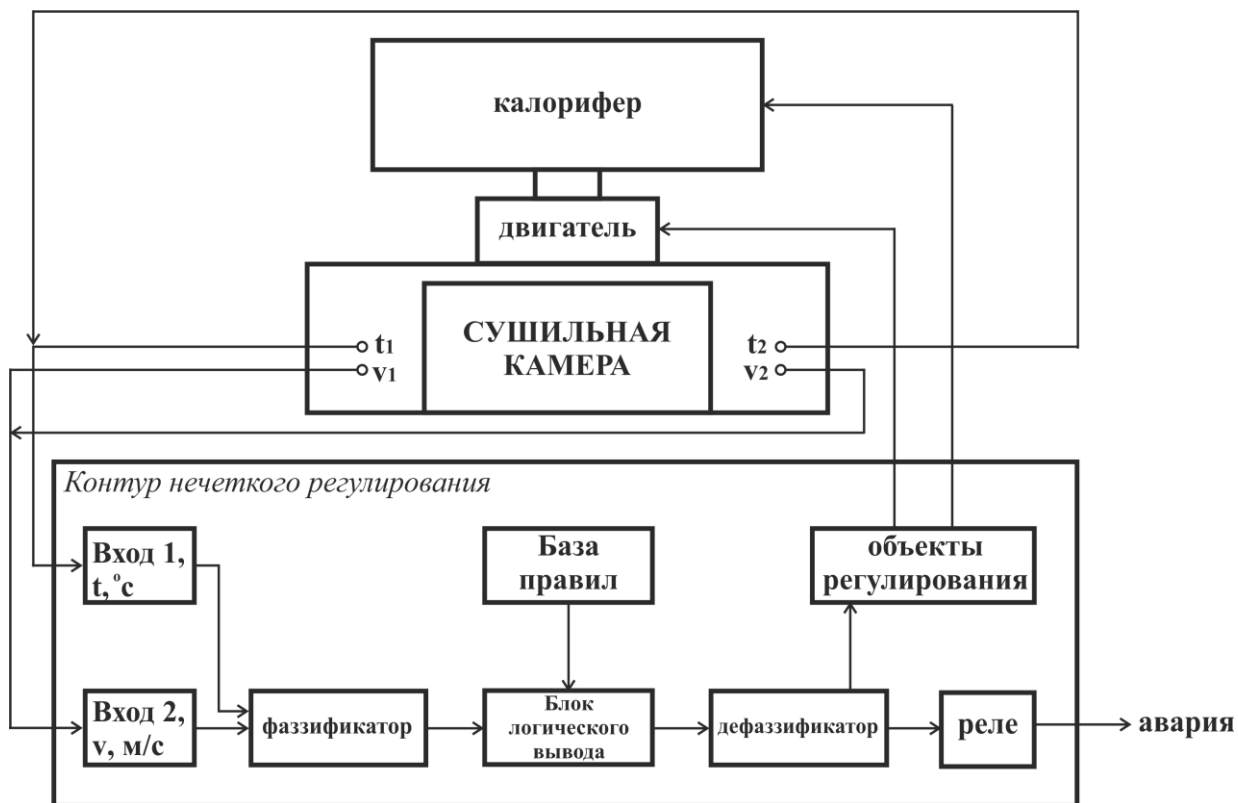 калорифер
двигатель
СУШИЛЬНАЯ
КАМЕРА
t1
v1
t2
v2
Контур нечеткого регулирования
Вход 1,
t,°с
База
правил
объекты
регулирования
Вход 2,
v, м/с
фаззификатор
Блок
логического
вывода
дефаззификатор
реле
авария